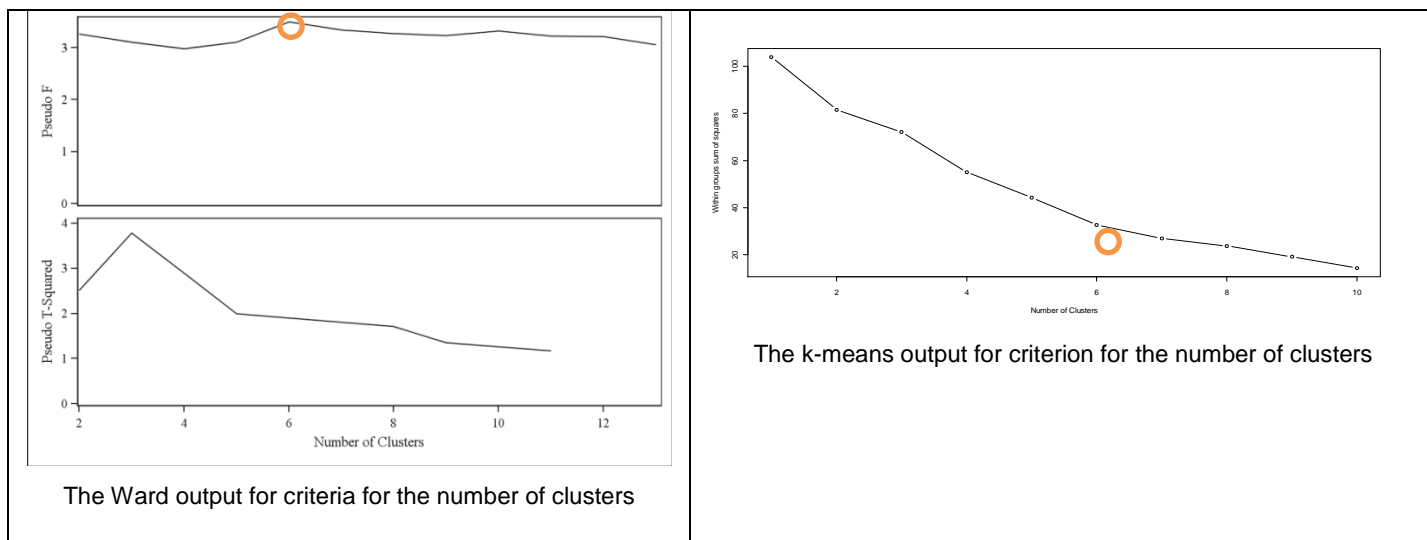 3
2
1
0
Pseudo F
4
3
2
1
0
Pseudo T-Squared
2 4 6 8 10 12
Number of Clusters
The Ward output for criteria for the number of clusters
100
80
60
40
20
Within groups sum of squares
2 4 6 8 10
Number of Clusters
The k-means output for criterion for the number of clusters